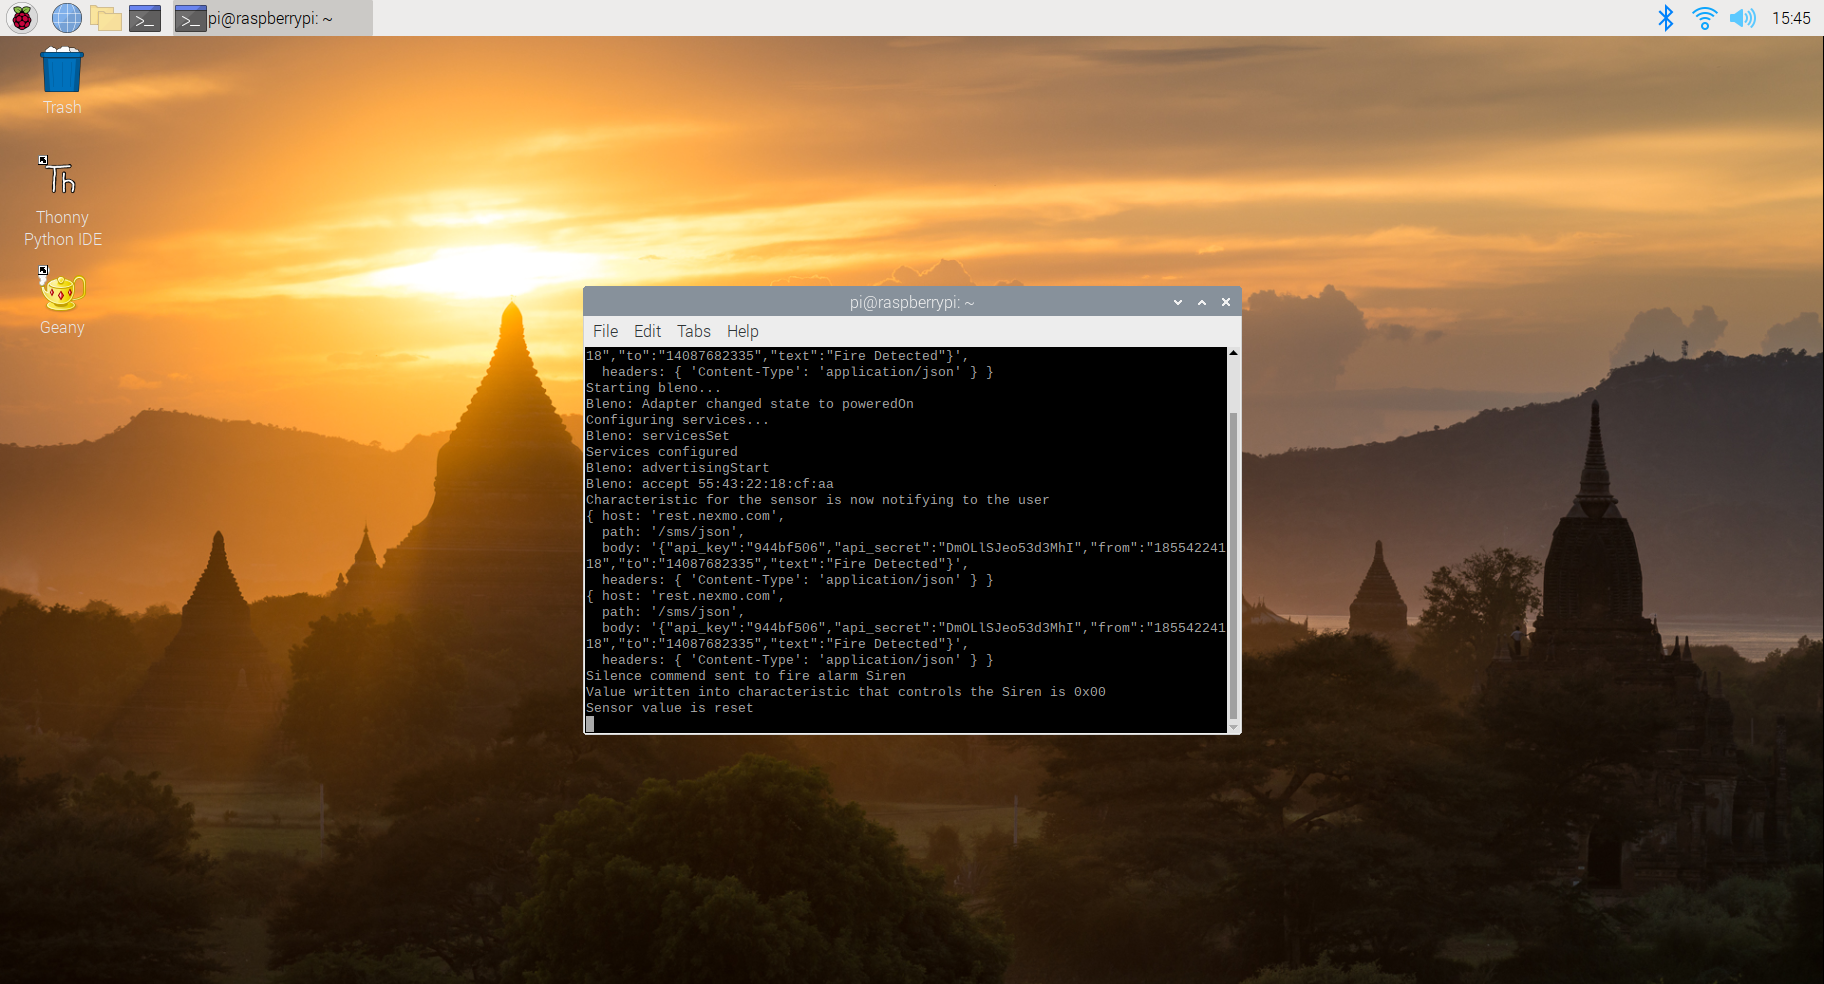 pi@raspberrypi: ~
15:45
Trash
Th
Thonny
Python IDE
Geany
pi@raspberrypi: ~
File Edit Tabs Help
18","to":"14087682335","text":"Fire Detected"}',
headers: { 'Content-Type': 'application/json' } }
Starting bleno...
Bleno: Adapter changed state to poweredOn
Configuring services...
Bleno: servicesSet
Services configured
Bleno: advertisingStart
Bleno: accept 55:43:22:18:cf:aa
Characteristic for the sensor is now notifying to the user
{ host: 'rest.nexmo.com',
path: '/sms/json',
body: '{"api_key":"944bf506","api_secret":"DmOLlSJeo53d3MhI","from":"185542241
18","to":"14087682335","text":"Fire Detected"}',
headers: { 'Content-Type': 'application/json' } }
{ host: 'rest.nexmo.com',
path: '/sms/json',
body: '{"api_key":"944bf506","api_secret":"DmOLlSJeo53d3MhI","from":"185542241
18","to":"14087682335","text":"Fire Detected"}',
headers: { 'Content-Type': 'application/json' } }
Silence commend sent to fire alarm Siren
Value written into characteristic that controls the Siren is 0x00
Sensor value is reset